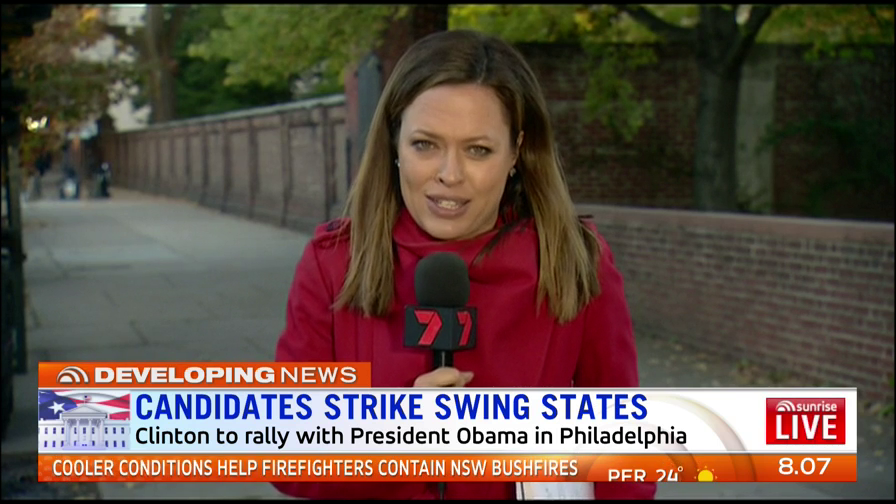 7 7
DEVELOPING NEWS
CANDIDATES STRIKE SWING STATES
Clinton to rally with President Obama in Philadelphia
sunrise
LIVE
COOLER CONDITIONS HELP FIREFIGHTERS CONTAIN NSW BUSHFIRES
PER 24°
8.07